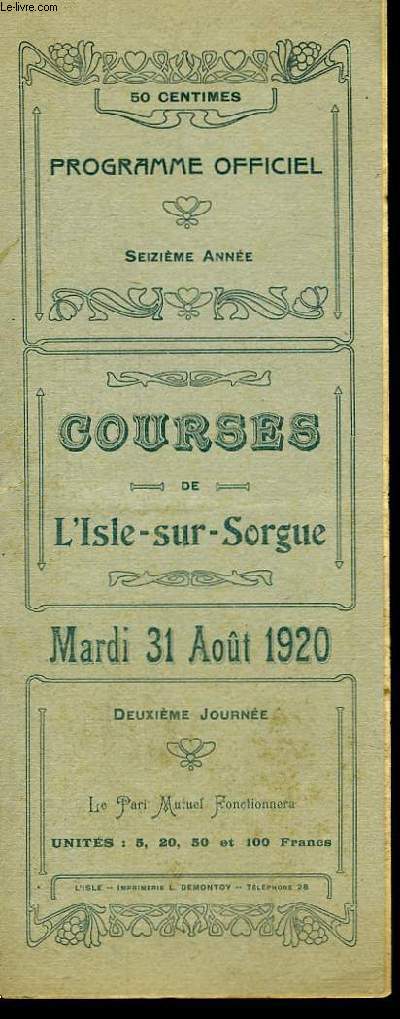 Le-livre.com
50 CENTIMES
PROGRAMME OFFICIEL
SEIZIÈME ANNÉE
COURSES
DE
L'Isle-sur-Sorgue
Mardi 31 Août 1920
DEUXIÈME JOURNÉE
Le Pari Mutuel Fonctionnera
UNITÉS : 5, 20, 50 et 100 Francs
L'ISLE — IMPRIMERIE L. DEMONTOY — TÉLÉPHONE 28